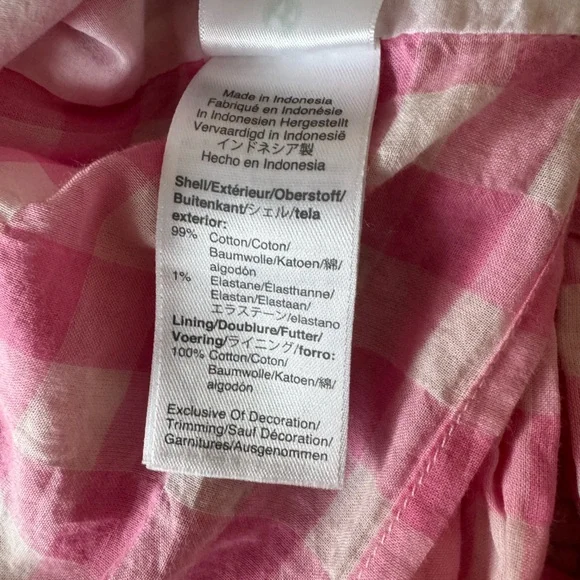 Made in Indonesia
Fabriqué en Indonésie
In Indonesien Hergestellt
Vervaardigd in Indonesië
インドネシア製
Hecho en Indonesia
Shell/Extérieur/Oberstoff/
Buitenkant/シェル/tela
exterior:
99% Cotton/Coton/
Baumwolle/Katoen/綿/
algodòn
1% Elastane/Élasthanne/
Elastan/Elastaan/
エラステーン/elastano
Lining/Doublure/Futter/
Voering/ライニング/forro:
100% Cotton/Coton/
Baumwolle/Katoen/綿/
algodòn
Exclusive Of Decoration/
Trimming/Sauf Décoration/
Garnitures/Ausgenommen